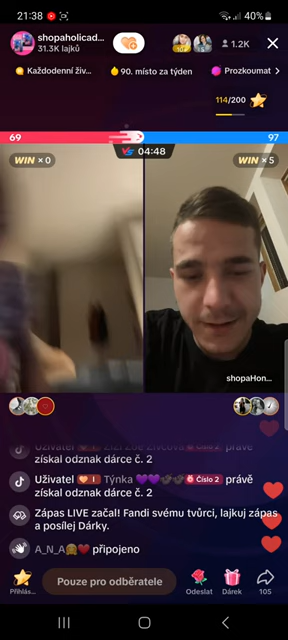 21:38
40%
shopaholicad...
31.3K lajků
1.2K
Každodenní živ...
90. místo za týden
Prozkoumat
114/200
69
97
WIN ×0
VS 04:48
WIN ×5
shopaHon...
právě
získal odznak dárce č. 2
Uživatel I Týnka Číslo 2 právě
získal odznak dárce č. 2
Zápas LIVE začal! Fandi svému tvůrci, lajkuj zápas
a posílej Dárky.
A_N_A připojeno
Přihlás...
Pouze pro odběratele
Odeslat
Dárek
105